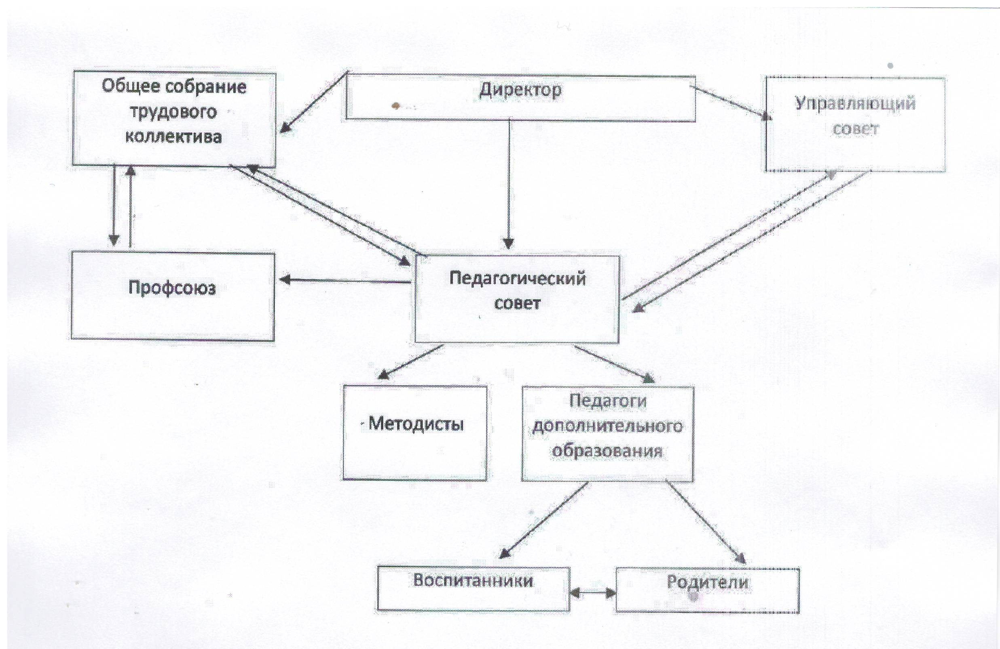 Общее собрание
трудового
коллектива
Директор
Управляющий
совет
Профсоюз
Педагогический
совет
Методисты
Педагоги
дополнительного
образования
Воспитанники
Родители